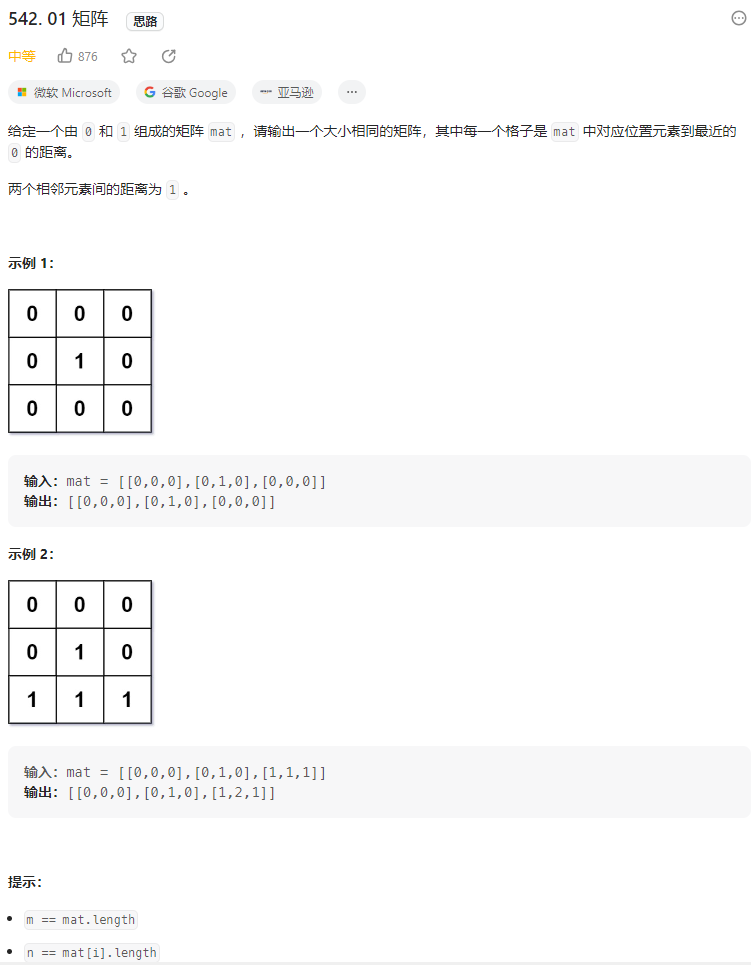 542. 01 矩阵 思路
中等 876
微软 Microsoft 谷歌 Google 亚马逊 ...
给定一个由 0 和 1 组成的矩阵 mat ，请输出一个大小相同的矩阵，其中每一个格子是 mat 中对应位置元素到最近的
0 的距离。
两个相邻元素间的距离为 1 。
示例 1：
0 0 0
0 1 0
0 0 0
输入：mat = [[0,0,0],[0,1,0],[0,0,0]]
输出：[[0,0,0],[0,1,0],[0,0,0]]
示例 2：
0 0 0
0 1 0
1 1 1
输入：mat = [[0,0,0],[0,1,0],[1,1,1]]
输出：[[0,0,0],[0,1,0],[1,2,1]]
提示：
m == mat.length
n == mat[i].length